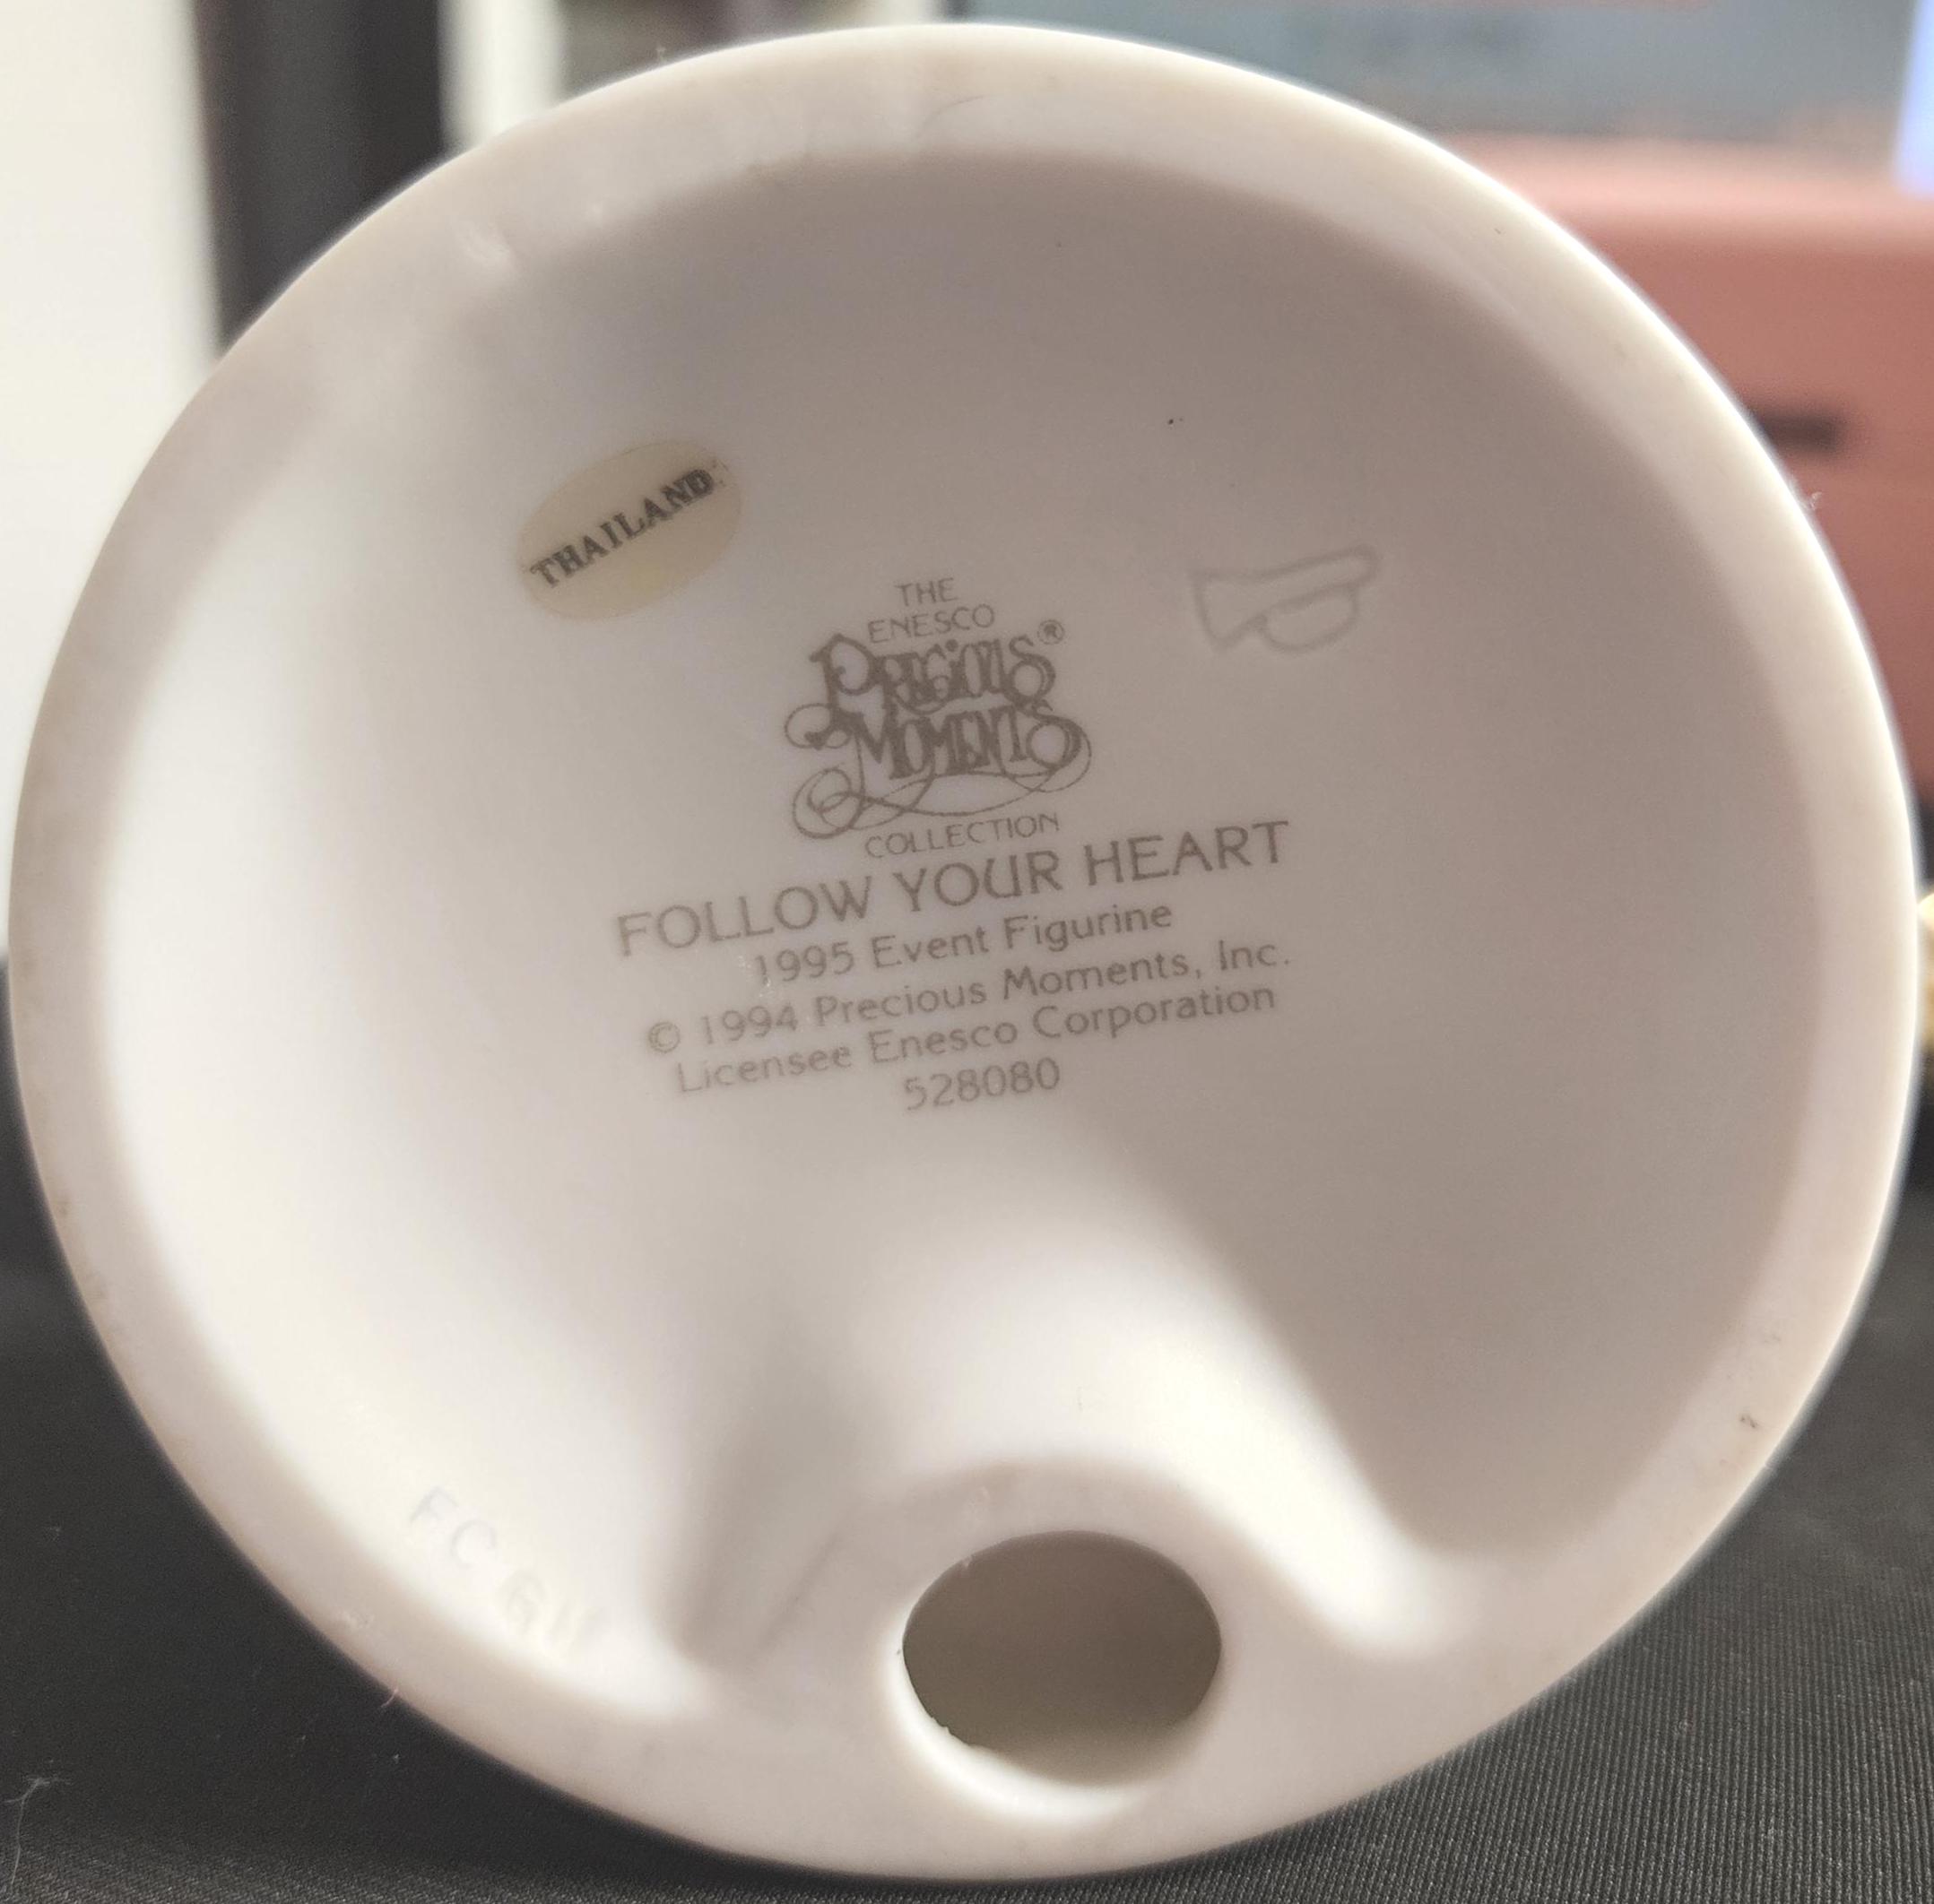 THAILAND
THE
ENESCO
PRECIOUS®
MOMENTS
COLLECTION
FOLLOW YOUR HEART
1995 Event Figurine
© 1994 Precious Moments, Inc.
Licensee Enesco Corporation
528080
FC